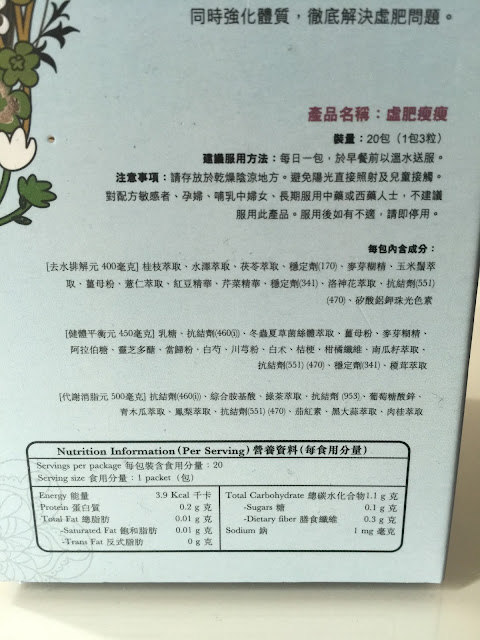 同時強化體質,徹底解決虛肥問題。
產品名稱:虛肥瘦瘦
裝量:20包(1包3粒)
建議服用方法:每日一包,於早餐前以溫水送服。
注意事項:請存放於乾燥陰涼地方。避免陽光直接照射及兒童接觸。
對配方敏感者、孕婦、哺乳中婦女、長期服用中藥或西藥人士,不建議
服用此產品。服用後如有不適,請即停用。
每包內含成分:
[去水排解元 400毫克] 桂枝萃取、水澤萃取、茯苓萃取、穩定劑(170)、麥芽糊精、玉米鬚萃
取、薑母粉、薏仁萃取、紅豆精華、芹菜精華、穩定劑(341)、洛神花萃取、抗結劑(551)
(470)、矽酸鋁鉀珠光色素
[健體平衡元 450毫克] 乳糖、抗結劑(460(i))、冬蟲夏草菌絲體萃取、薑母粉、麥芽糊精、
阿拉伯糖、靈芝多醣、當歸粉、白芍、川芎粉、白朮、桔梗、柑橘纖維、南瓜籽萃取、
抗結劑(551) (470)、穩定劑(341)、稜茸萃取
[代謝消脂元 500毫克] 抗結劑(460(i))、綜合胺基酸、綠茶萃取、抗結劑 (953)、葡萄糖酸鋅、
青木瓜萃取、鳳梨萃取、抗結劑(551) (470)、茄紅素、黑大蒜萃取、肉桂萃取
Nutrition Information (Per Serving) 營養資料(每食用分量)
Servings per package 每包裝含食用分量:20
Serving size 食用分量:1 packet (包)
Energy 能量 3.9 Kcal 千卡
Protein 蛋白質 0.2 g 克
Total Fat 總脂肪 0.01 g 克
-Saturated Fat 飽和脂肪 0.01 g 克
-Trans Fat 反式脂肪 0 g 克
Total Carbohydrate 總碳水化合物 1.1 g 克
-Sugars 糖 0.1 g 克
-Dietary fiber 膳食纖維 0.3 g 克
Sodium 鈉 1 mg 毫克